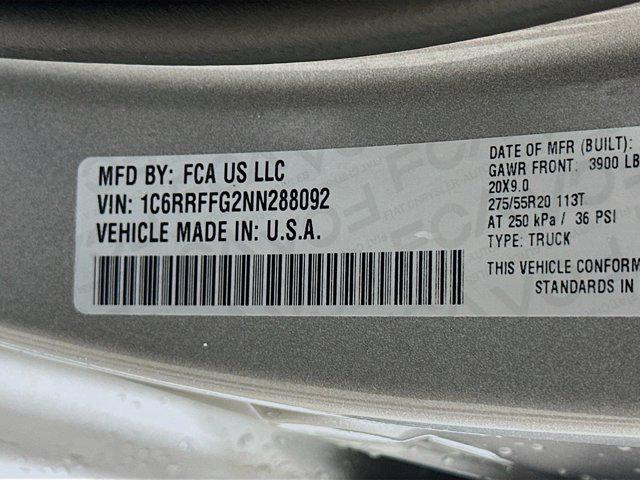 MFD BY: FCA US LLC
VIN: 1C6RRFFG2NN288092
VEHICLE MADE IN: U.S.A.
DATE OF MFR (BUILT):
GAWR FRONT: 3900 LB
20X9.0
275/55R20 113T
AT 250 kPa / 36 PSI
TYPE: TRUCK
THIS VEHICLE CONFORM
STANDARDS IN